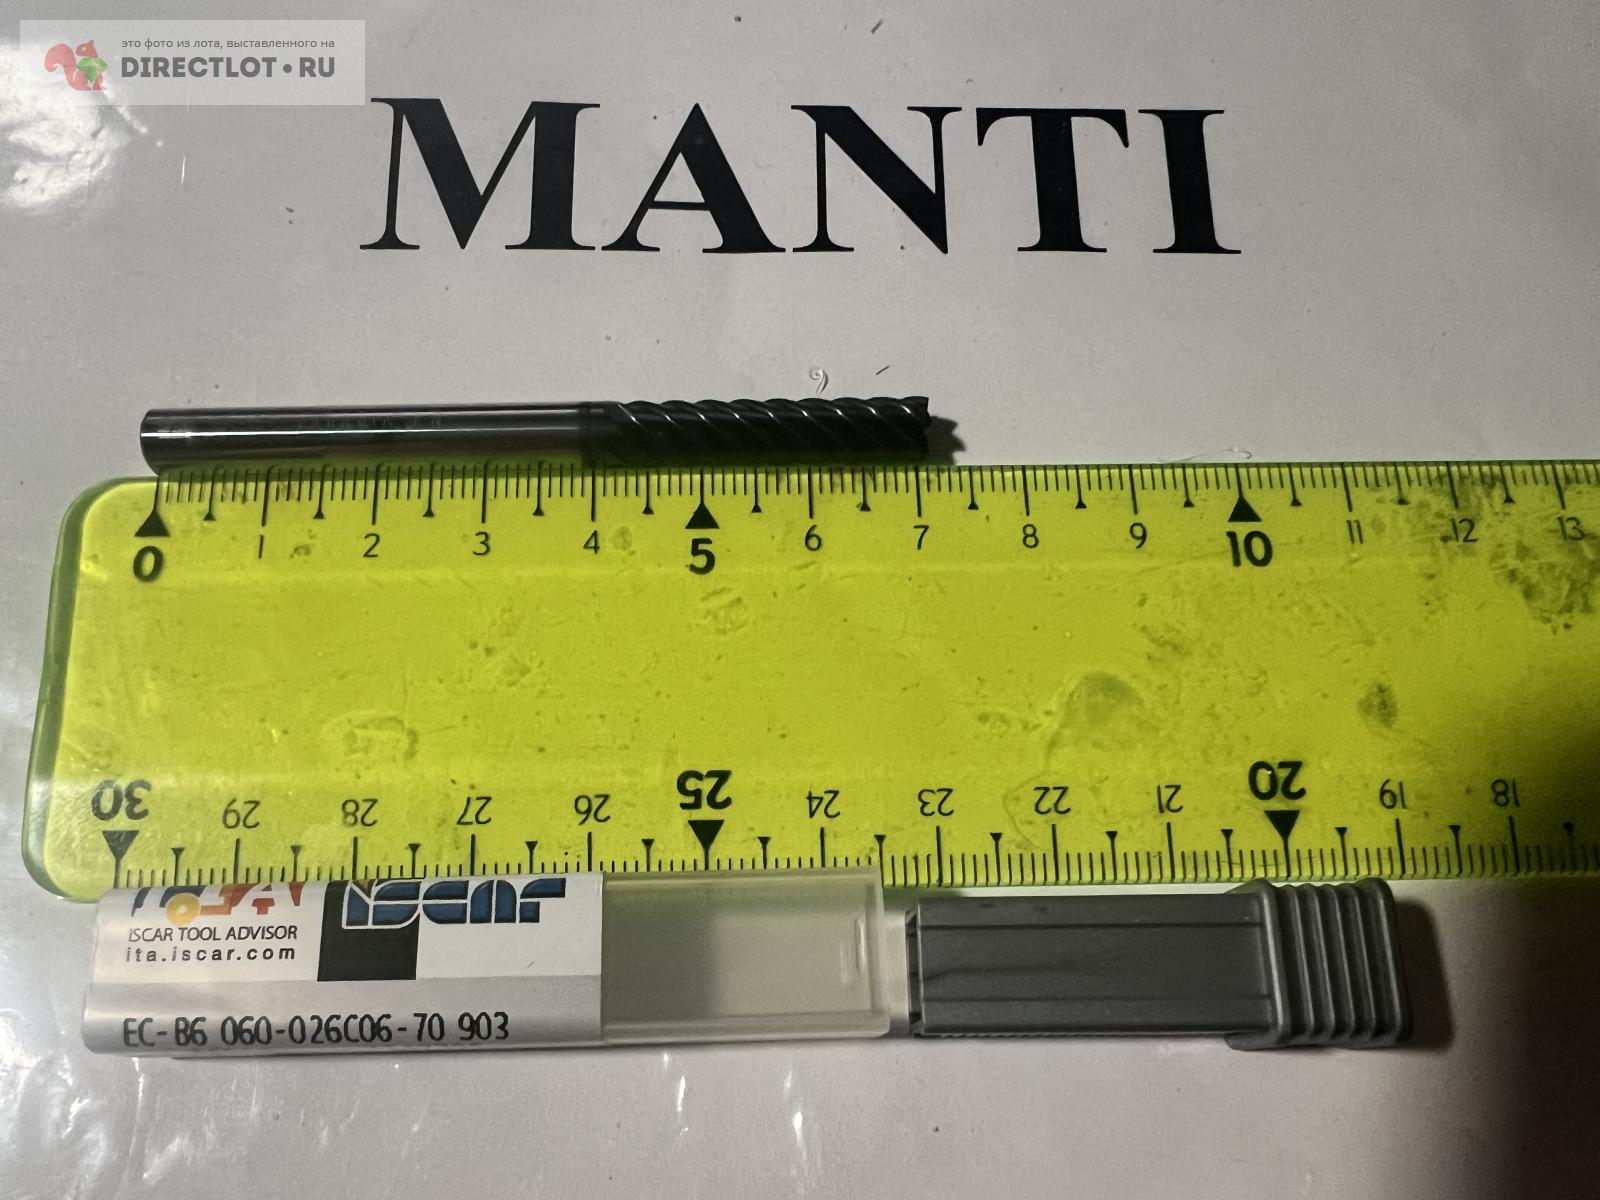 это фото из лота, выставленного на
DIRECTLOT•RU
MANTI
0 1 2 3 4 5 6 7 8 9 10 11 12 13
30 29 28 27 26 25 24 23 22 21 20 19 18
ISCAR TOOL ADVISOR
ita.iscar.com
ISCAR
EC-B6 060-026C06-70 903